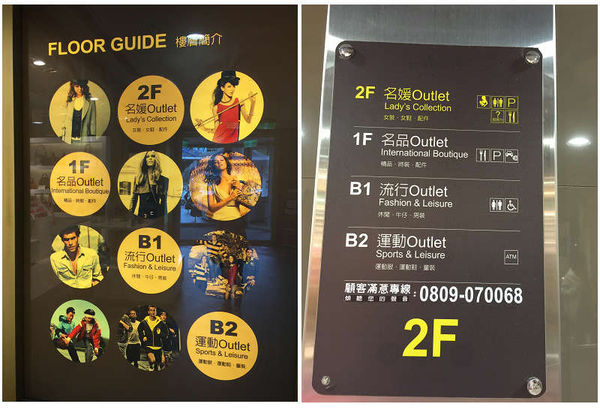 FLOOR GUIDE 樓層簡介
2F
名媛Outlet
Lady's Collection
女裝、女鞋、配件
1F
名品Outlet
International Boutique
精品、時裝、配件
B1
流行Outlet
Fashion & Leisure
休閒、牛仔、男裝
B2
運動Outlet
Sports & Leisure
運動服、運動鞋、童裝
2F 名媛Outlet
Lady's Collection
女裝、女鞋、配件
P
?
1F 名品Outlet
International Boutique
精品、時裝、配件
P
B1 流行Outlet
Fashion & Leisure
休閒、牛仔、男裝
B2 運動Outlet
Sports & Leisure
運動服、運動鞋、童裝
ATM
顧客滿意專線:0809-070068
傾聽您的聲音
2F